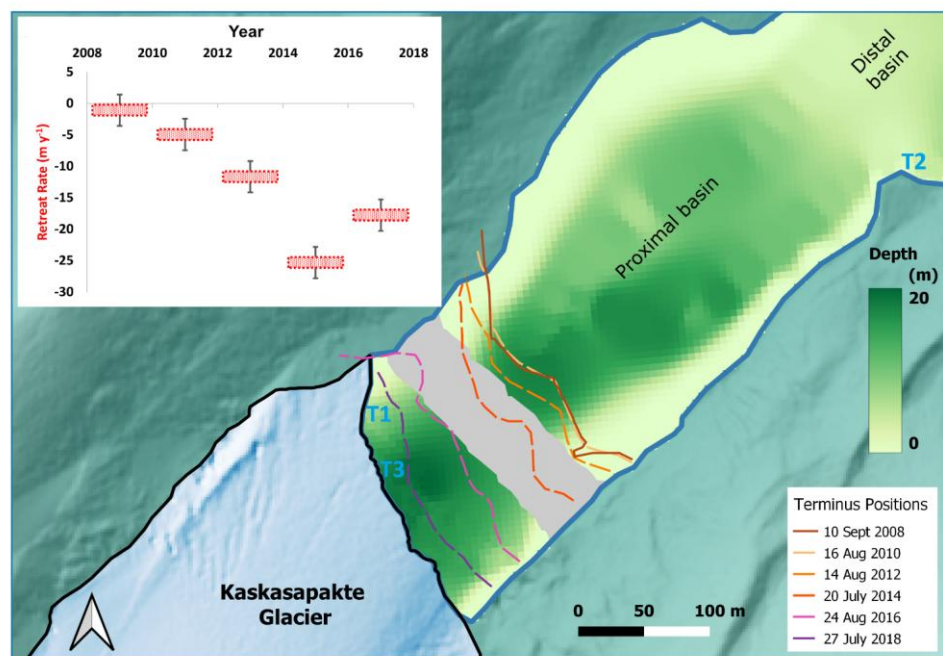 Year
2008 2010 2012 2014 2016 2018
5
0
-5
-10
-15
-20
-25
-30
Retreat Rate (m y⁻¹)
Distal
basin
T2
Proximal basin
Depth
(m)
20
0
T1
T3
Kaskasapakte
Glacier
0 50 100 m
Terminus Positions
10 Sept 2008
16 Aug 2010
14 Aug 2012
20 July 2014
24 Aug 2016
27 July 2018